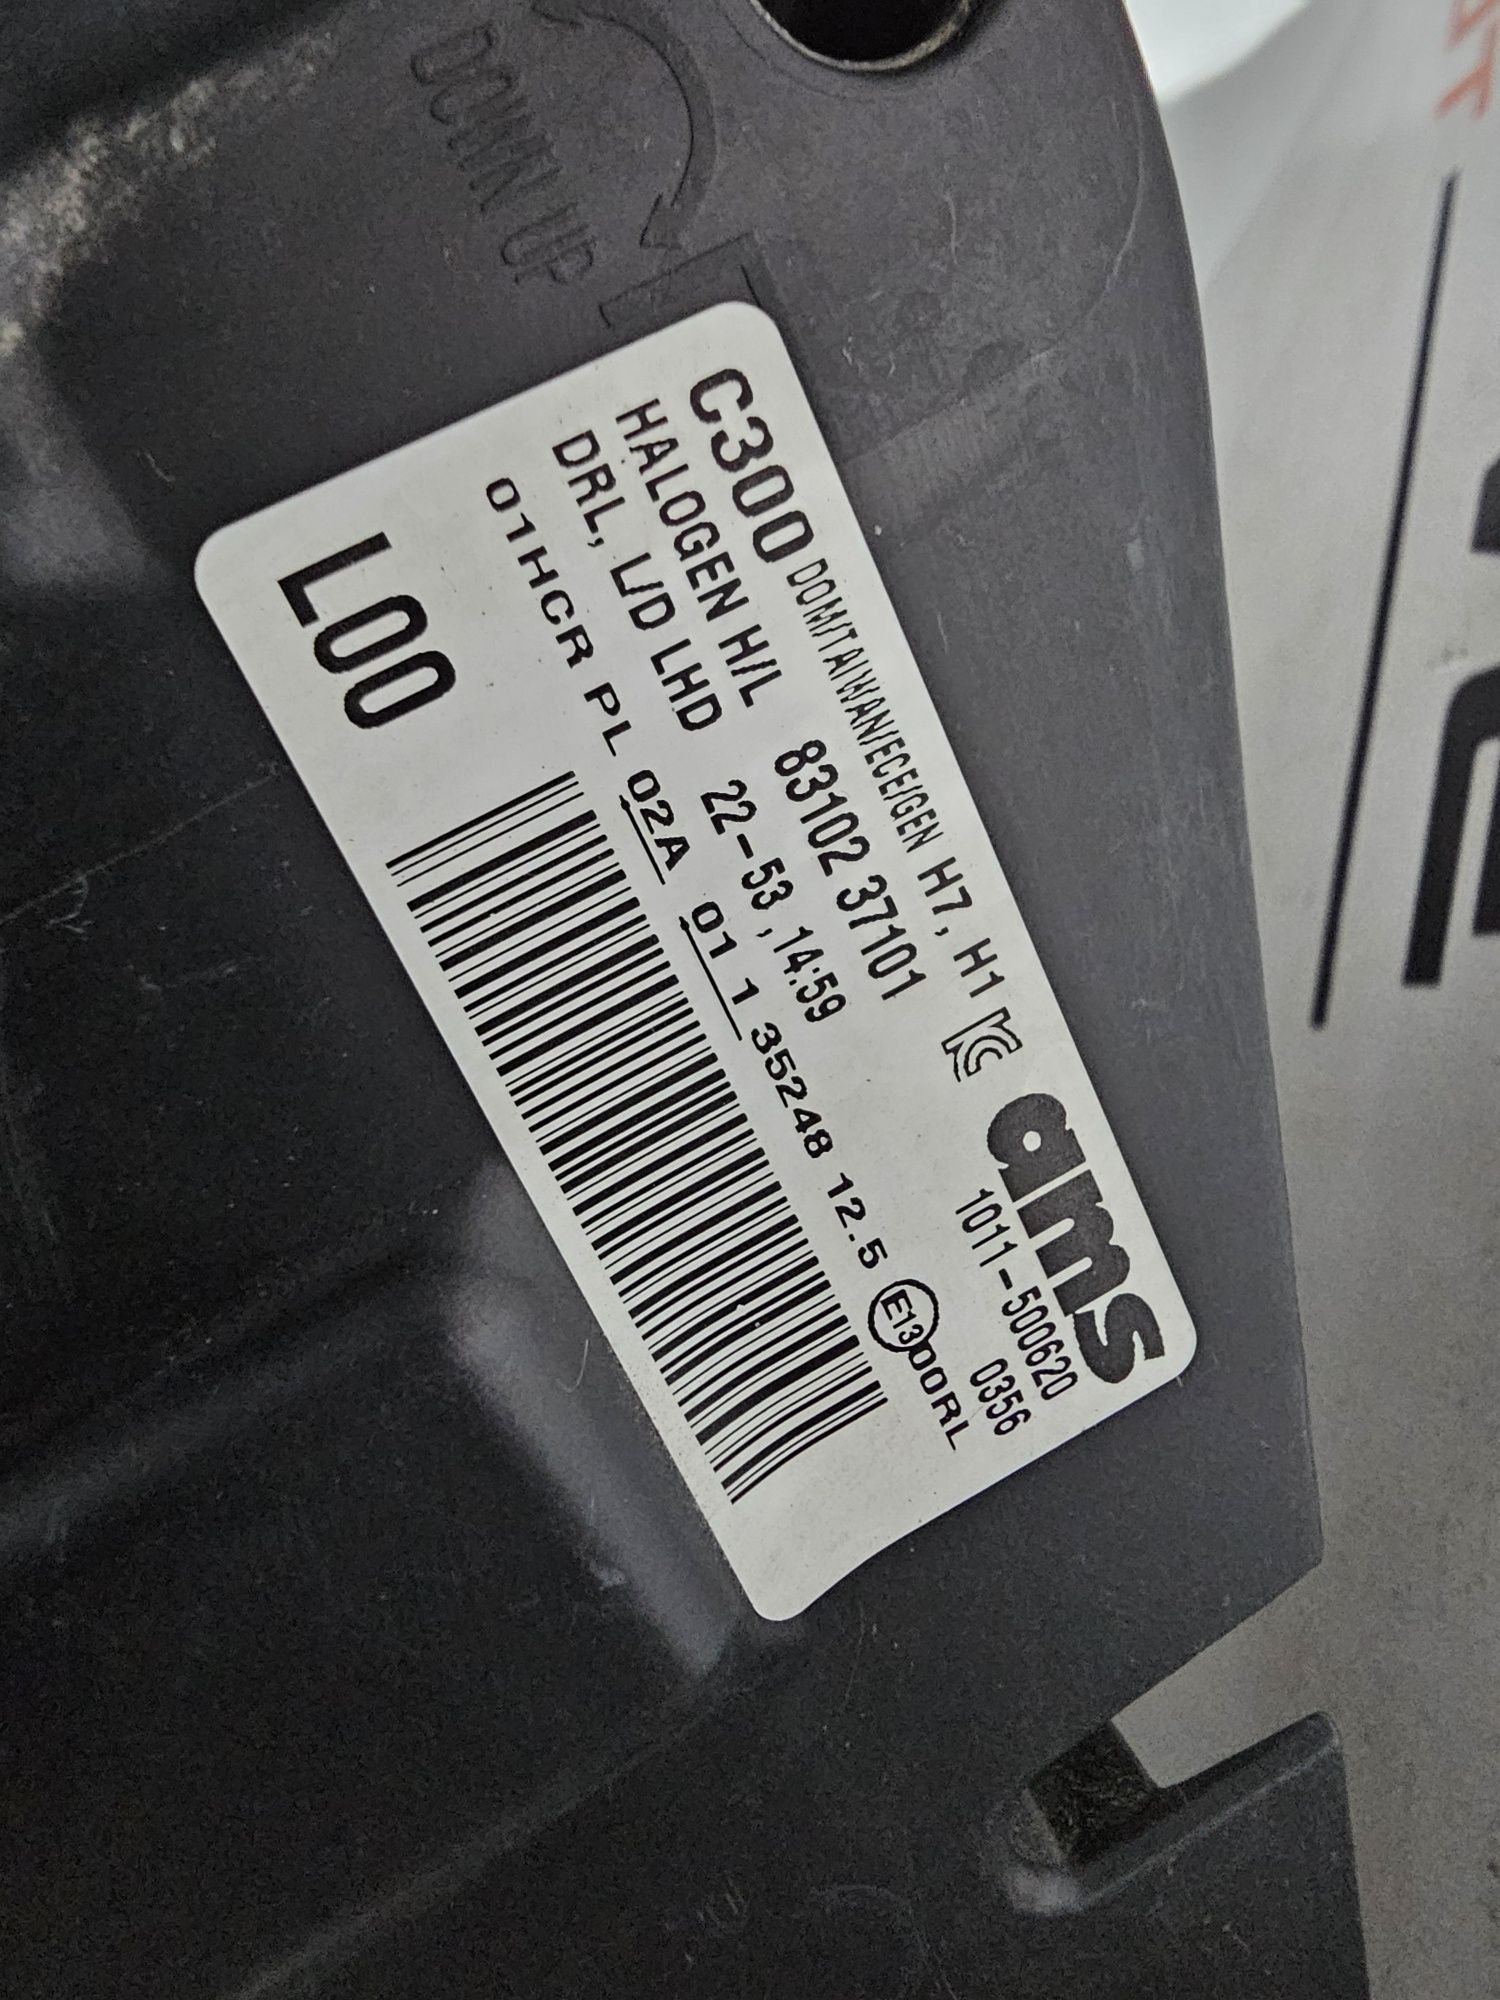 DOWN UP
C300 DOM/TAIWAN/ECE/GEN H7, H1 ams
HALOGEN H/L 83102 37101 1011-500620
DRL, L/D LHD 22-53 ,14:59 0356
01HCR PL 02A 01 1 35248 12.5 E13 00RL
L00